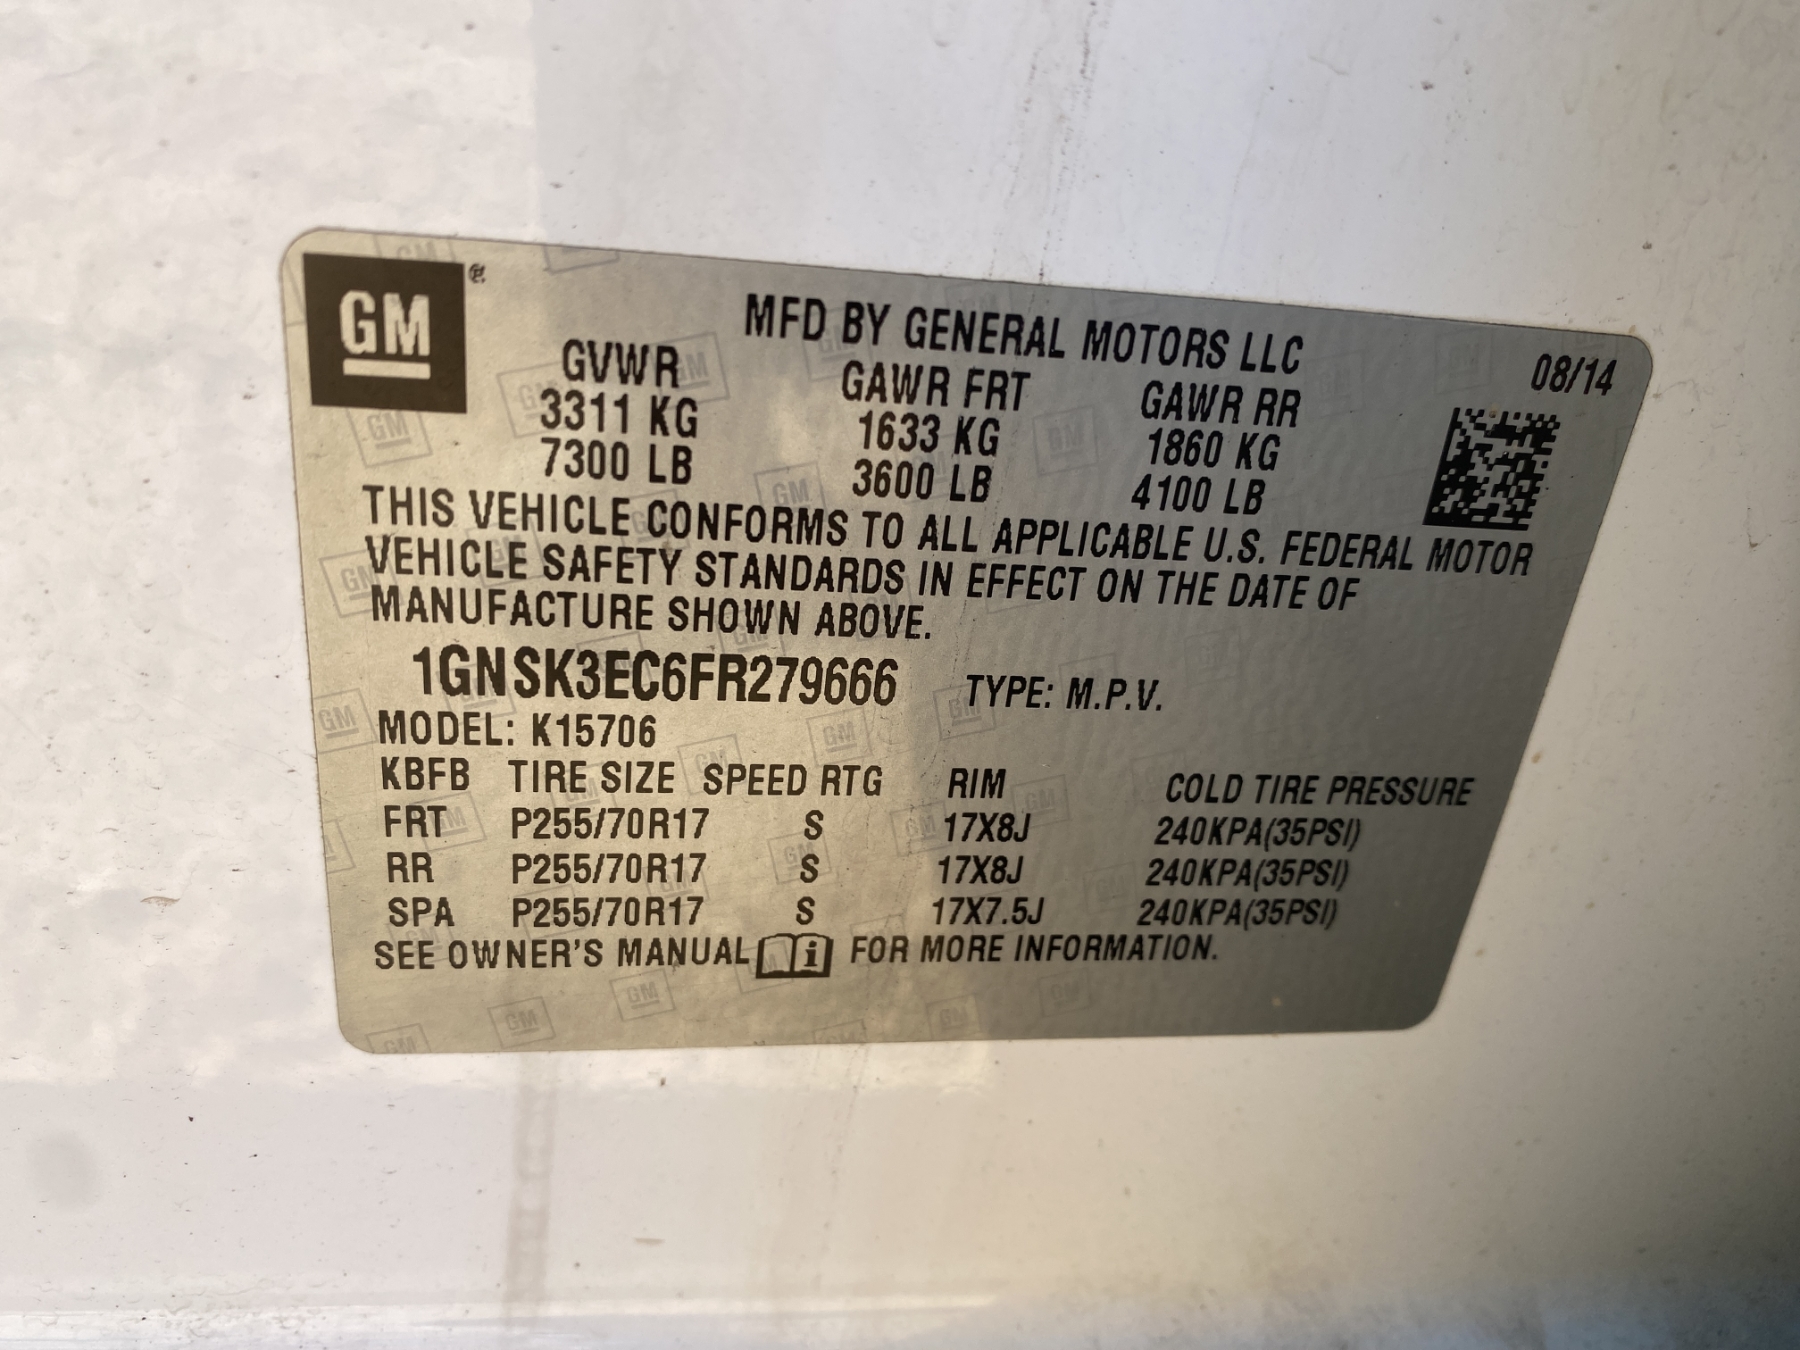 GM®
MFD BY GENERAL MOTORS LLC
08/14
GVWR GAWR FRT GAWR RR
3311 KG 1633 KG 1860 KG
7300 LB 3600 LB 4100 LB
THIS VEHICLE CONFORMS TO ALL APPLICABLE U.S. FEDERAL MOTOR
VEHICLE SAFETY STANDARDS IN EFFECT ON THE DATE OF
MANUFACTURE SHOWN ABOVE.
1GNSK3EC6FR279666 TYPE: M.P.V.
MODEL: K15706
KBFB TIRE SIZE SPEED RTG RIM COLD TIRE PRESSURE
FRT P255/70R17 S 17X8J 240KPA(35PSI)
RR P255/70R17 S 17X8J 240KPA(35PSI)
SPA P255/70R17 S 17X7.5J 240KPA(35PSI)
SEE OWNER'S MANUAL i FOR MORE INFORMATION.